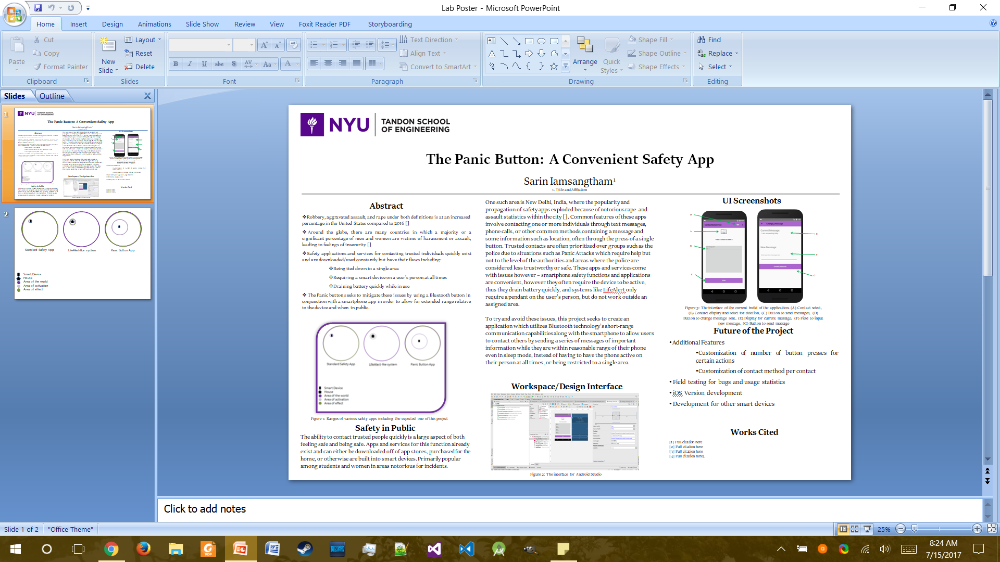 Lab Poster - Microsoft PowerPoint
Home Insert Design Animations Slide Show Review View Foxit Reader PDF Storyboarding
Paste
Cut
Copy
Format Painter
Clipboard
New Slide
Layout
Reset
Delete
Slides
Font
Text Direction
Align Text
Convert to SmartArt
Paragraph
Arrange
Quick Styles
Shape Fill
Shape Outline
Shape Effects
Drawing
Find
Replace
Select
Editing
Slides Outline
1
2
Standard Safety App LifeAlert-like system Panic Button App
Smart Device
House
Area of the world
Area of activation
Area of effect
NYU TANDON SCHOOL
OF ENGINEERING
The Panic Button: A Convenient Safety App
Sarin Iamsangtham¹
1. Title and Affiliation
Abstract
❖Robbery, aggravated assault, and rape under both definitions is at an increased
percentage in the United States compared to 2016 []
❖ Around the globe, there are many countries in which a majority or a
significant percentage of men and women are victims of harassment or assault,
leading to feelings of insecurity []
❖Safety applications and services for contacting trusted individuals quickly exist
and are downloaded/used constantly but have their flaws including:
❖Being tied down to a single area
❖Requiring a smart device on a user's person at all times
❖Draining battery quickly while in use
❖ The Panic button seeks to mitigate these issues by using a Bluetooth button in
conjunction with a smartphone app in order to allow for extended range relative
to the device and when in public.
Standard Safety App LifeAlert-like system Panic Button App
Smart Device
House
Area of the world
Area of activation
Area of effect
Figure 1: Ranges of various safety apps including the expected one of this project
Safety in Public
The ability to contact trusted people quickly is a large aspect of both
feeling safe and being safe. Apps and services for this function already
exist and can either be downloaded off of app stores, purchased for the
home, or otherwise are built into smart devices. Primarily popular
among students and women in areas notorious for incidents.
One such area is New Delhi, India, where the popularity and
propagation of safety apps exploded because of notorious rape and
assault statistics within the city []. Common features of these apps
involve contacting one or more individuals through text messages,
phone calls, or other common methods containing a message and
some information such as location, often through the press of a single
button. Trusted contacts are often prioritized over groups such as the
police due to situations such as Panic Attacks which require help but
not to the level of the authorities and areas where the police are
considered less trustworthy or safe. These apps and services come
with issues however – smartphone safety functions and applications
are convenient, however they often require the device to be active,
thus they drain battery quickly, and systems like LifeAlert only
require a pendant on the user's person, but do not work outside an
assigned area.
To try and avoid these issues, this project seeks to create an
application which utilizes Bluetooth technology's short-range
communication capabilities along with the smartphone to allow users
to contact others by sending a series of messages of important
information while they are within reasonable range of their phone
even in sleep mode, instead of having to have the phone active on
their person at all times, or being restricted to a single area.
Workspace/Design Interface
Figure 2: The interface for Android Studio
UI Screenshots
Change_message
Current Message
New Message
Figure 3: The interface of the current build of the application. (A) Contact select,
(B) Contact display and select for deletion, (C) Button to send messages, (D)
Button to change message sent, (E) Display for current message, (F) Field to input
new message, (G) Button to send message
Future of the Project
•Additional Features
•Customization of number of button presses for
certain actions
•Customization of contact method per contact
• Field testing for bugs and usage statistics
• iOS Version development
• Development for other smart devices
Works Cited
[1] Full citation here
[2] Full citation here
[3] Full citation here
[4] Full citation here).
Click to add notes
Slide 1 of 2 "Office Theme" 25%
8:24 AM
7/15/2017